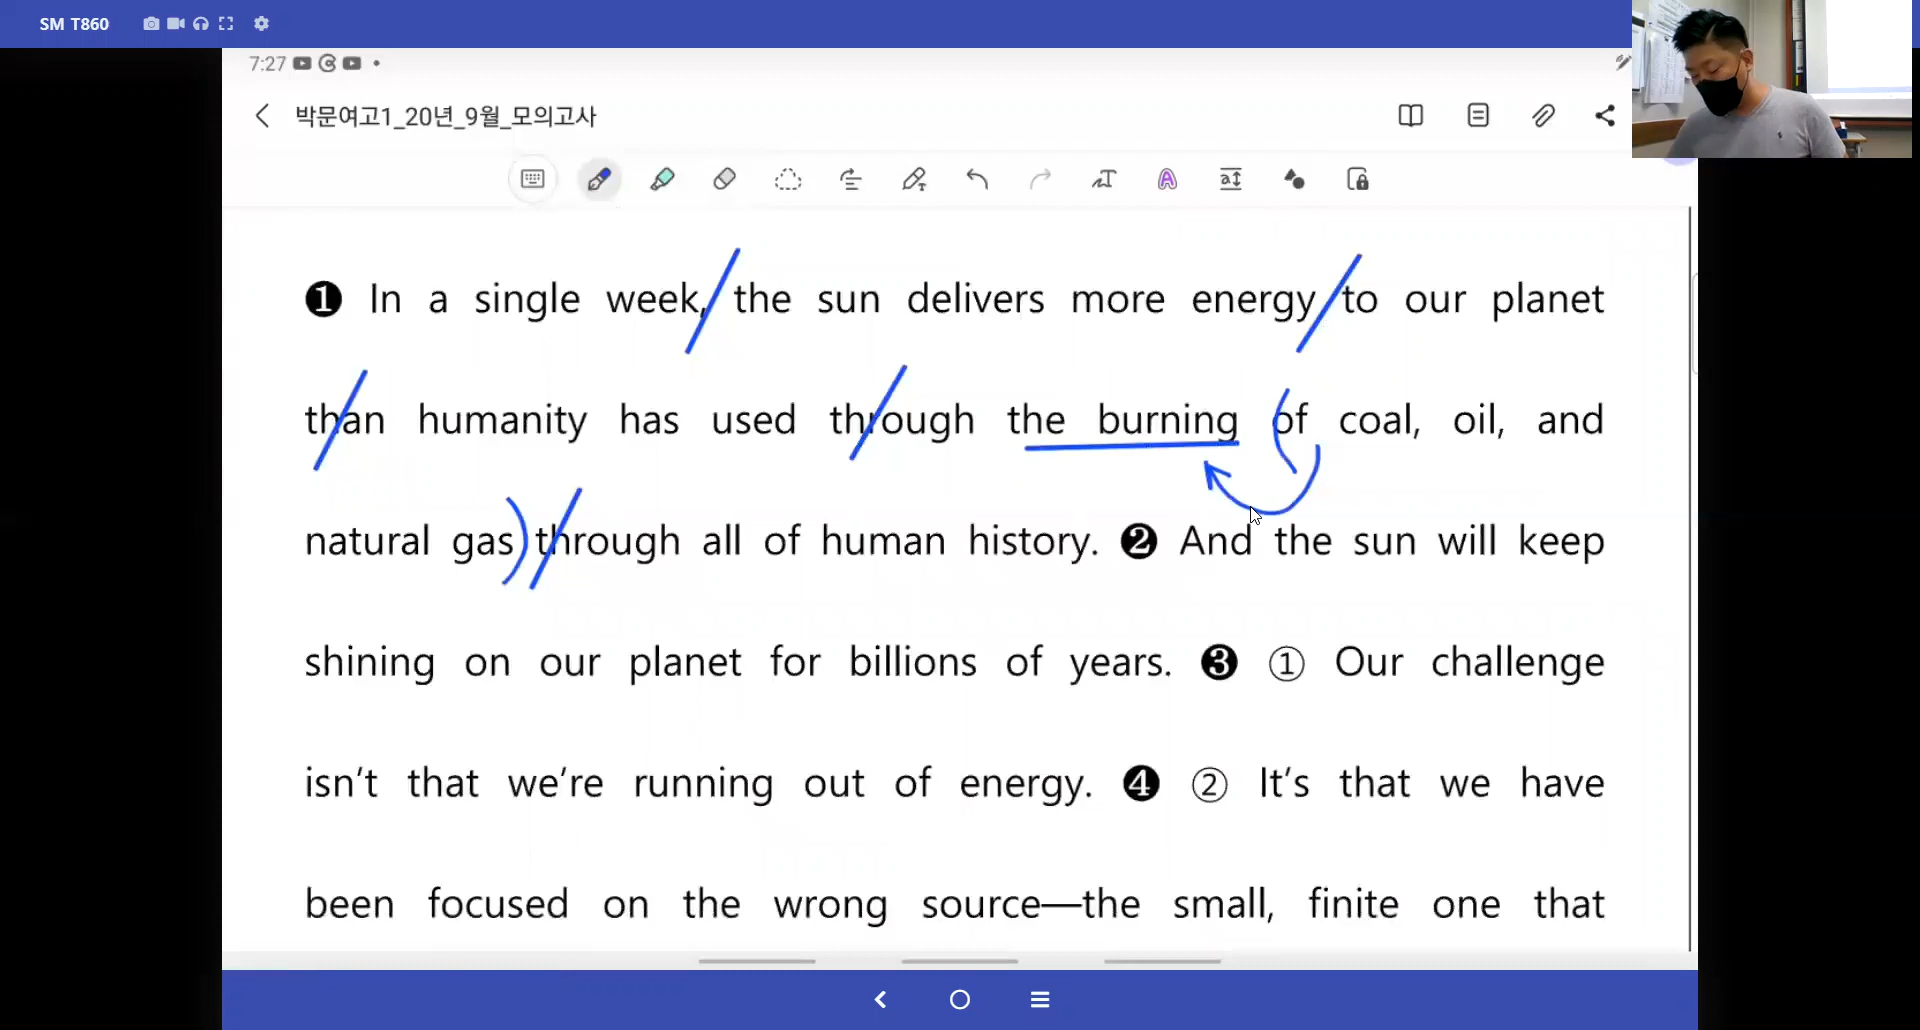 SM T860
7:27
박문여고1_20년_9월_모의고사
❶ In a single week, the sun delivers more energy to our planet
than humanity has used through the burning of coal, oil, and
natural gas through all of human history. ❷ And the sun will keep
shining on our planet for billions of years. ❸ ① Our challenge
isn’t that we’re running out of energy. ❹ ② It’s that we have
been focused on the wrong source—the small, finite one that